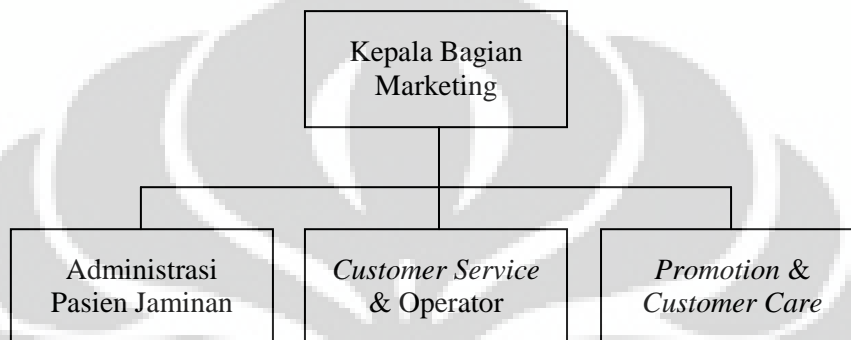 Kepala Bagian
Marketing
Administrasi
Pasien Jaminan
Customer Service
& Operator
Promotion &
Customer Care